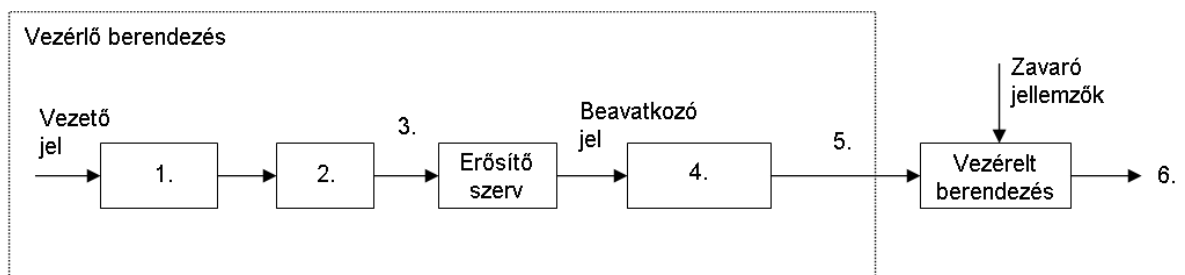 Vezérlő berendezés
Zavaró
jellemzők
Vezető
jel
3.
Beavatkozó
jel
5.
1.
2.
Erősítő
szerv
4.
Vezérelt
berendezés
6.